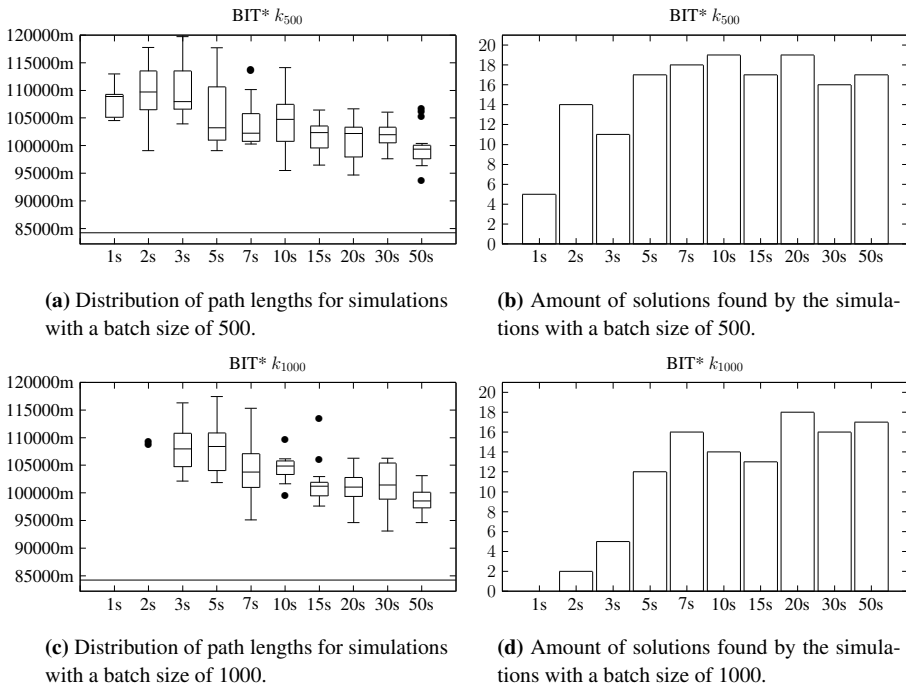 BIT* k500
120000m
115000m
110000m
105000m
100000m
95000m
90000m
85000m
1s 2s 3s 5s 7s 10s 15s 20s 30s 50s
(a) Distribution of path lengths for simulations
with a batch size of 500.
BIT* k500
20
18
16
14
12
10
8
6
4
2
0
1s 2s 3s 5s 7s 10s 15s 20s 30s 50s
(b) Amount of solutions found by the simula-
tions with a batch size of 500.
BIT* k1000
120000m
115000m
110000m
105000m
100000m
95000m
90000m
85000m
1s 2s 3s 5s 7s 10s 15s 20s 30s 50s
(c) Distribution of path lengths for simulations
with a batch size of 1000.
BIT* k1000
20
18
16
14
12
10
8
6
4
2
0
1s 2s 3s 5s 7s 10s 15s 20s 30s 50s
(d) Amount of solutions found by the simula-
tions with a batch size of 1000.